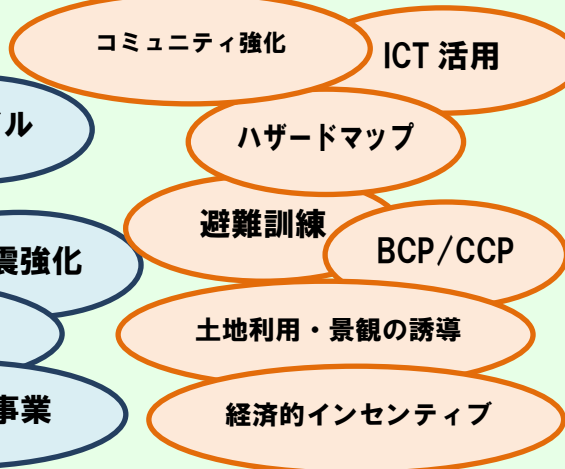 コミュニティ強化
ICT 活用
ル
ハザードマップ
避難訓練
BCP/CCP
震強化
土地利用・景観の誘導
事業
経済的インセンティブ